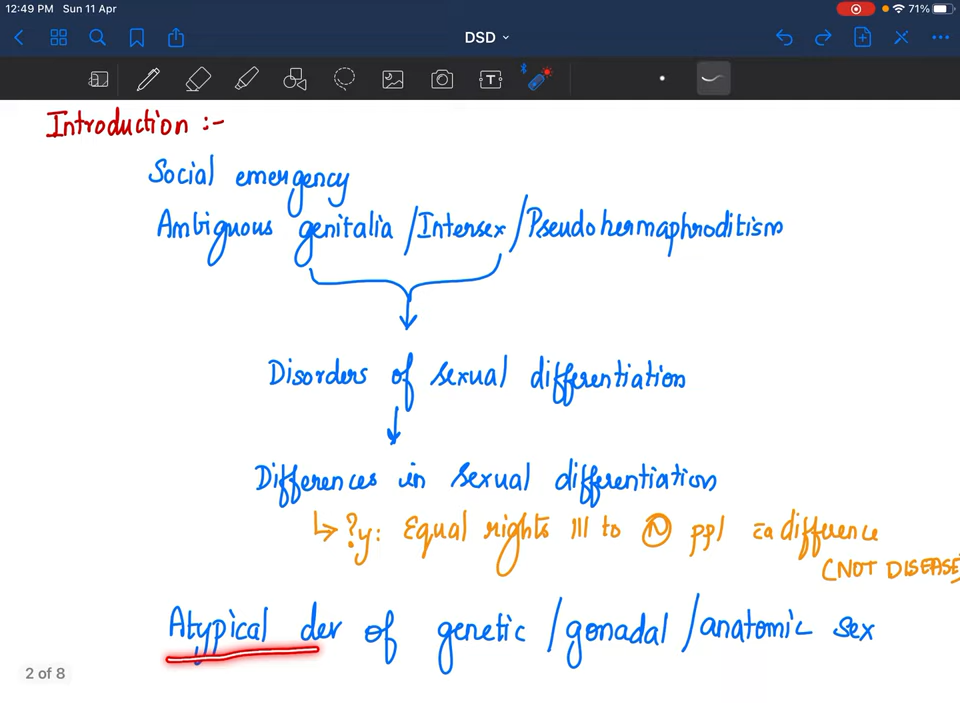 12:49 PM Sun 11 Apr
71%
DSD
T
Introduction :-
Social emergency
Ambiguous genitalia / Intersex / Pseudohermaphroditism
Disorders of sexual differentiation
Differences in sexual differentiation
↳ ?y: Equal rights lll to Ⓝ ppl c̄ a difference
(NOT DISEASE)
Atypical dev of genetic / gonadal / anatomic sex
2 of 8